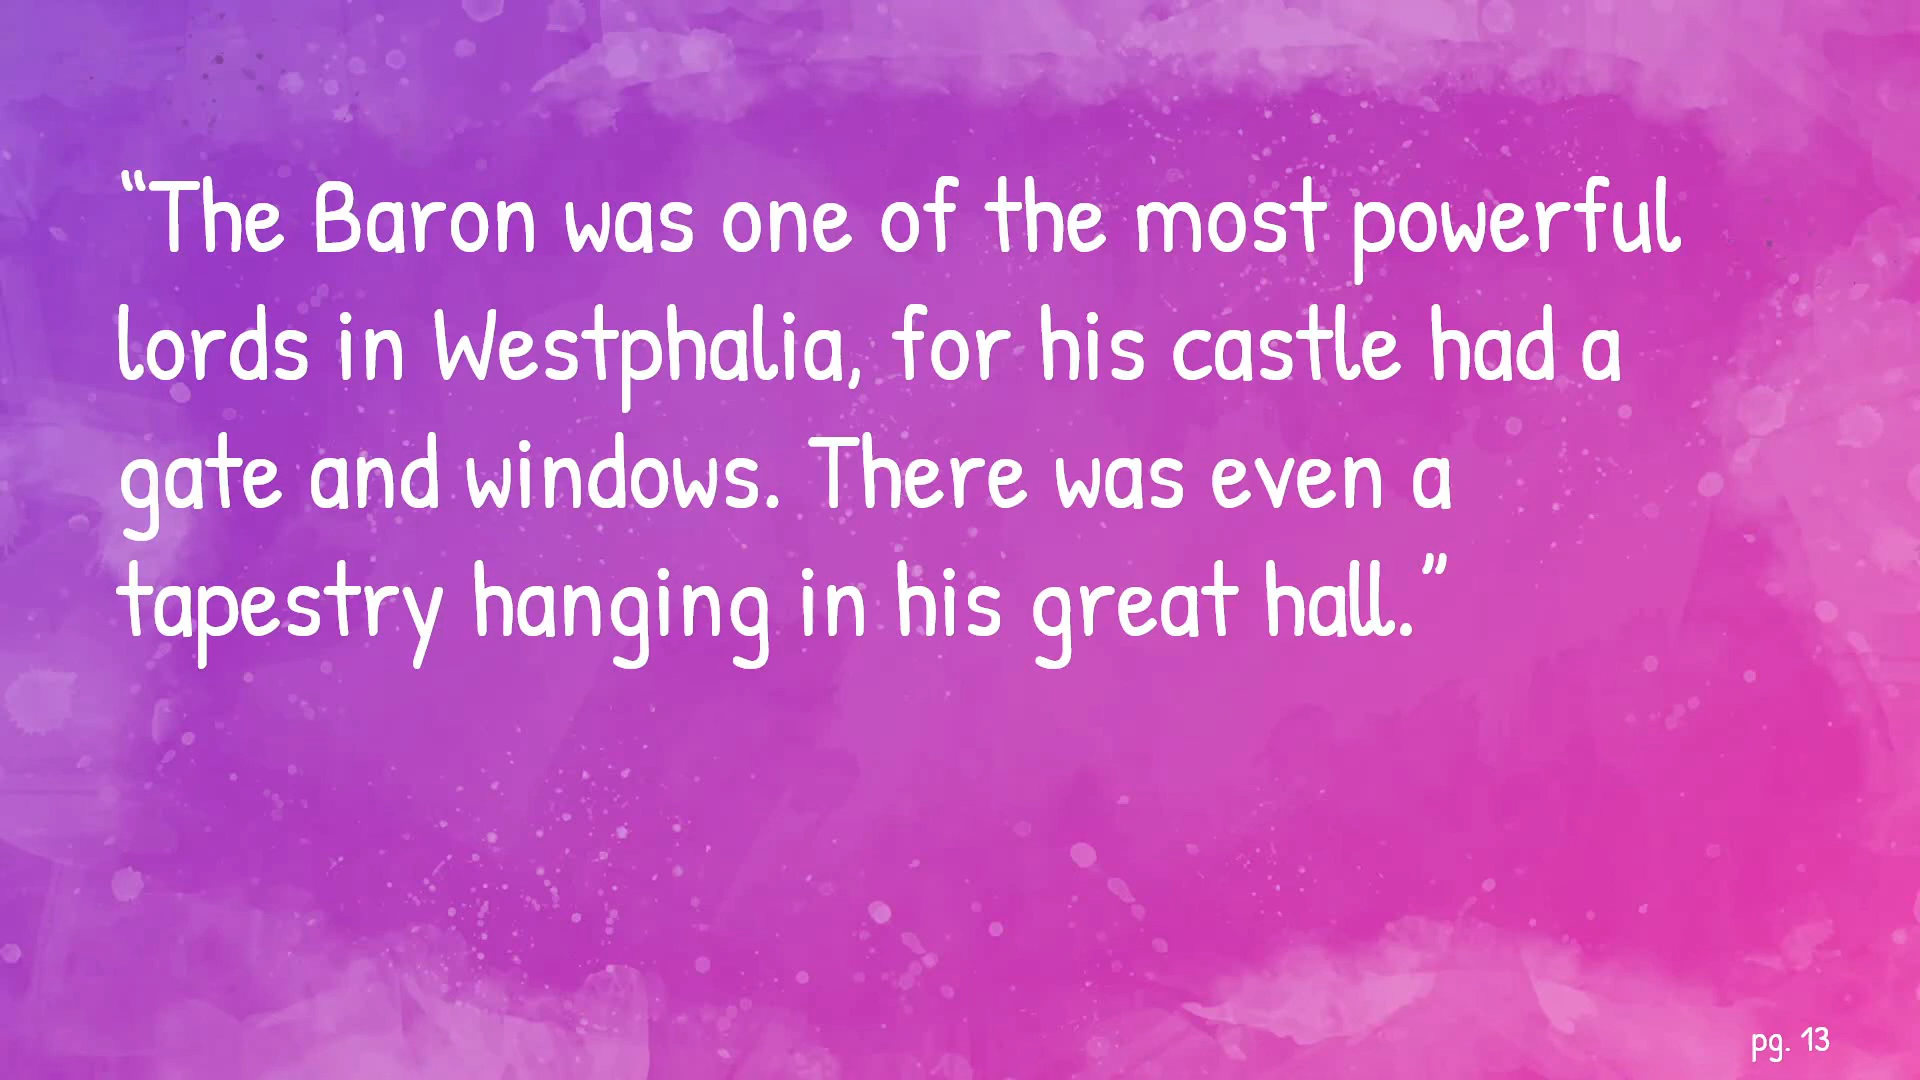 “The Baron was one of the most powerful
lords in Westphalia, for his castle had a
gate and windows. There was even a
tapestry hanging in his great hall.”
pg. 13